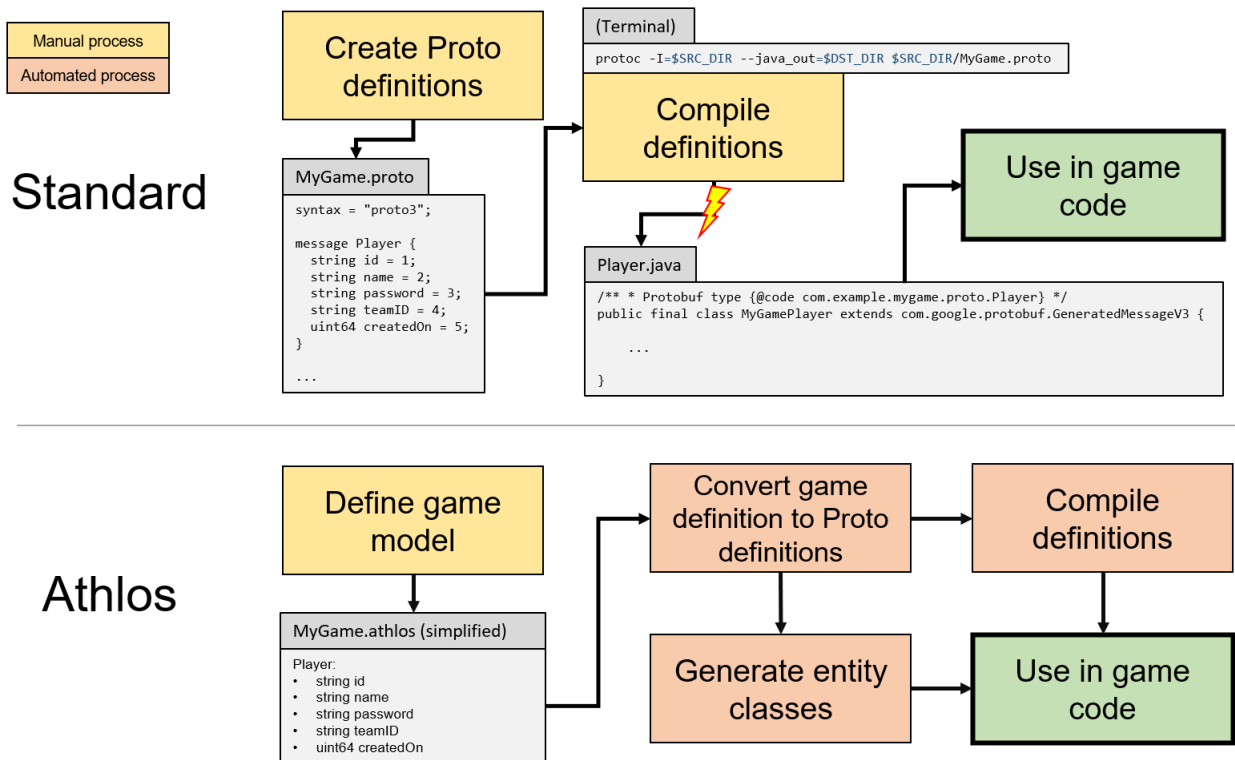 Manual process
Automated process
Standard
Create Proto
definitions
MyGame.proto
syntax = "proto3";
message Player {
string id = 1;
string name = 2;
string password = 3;
string teamID = 4;
uint64 createdOn = 5;
}
...
(Terminal)
protoc -I=$SRC_DIR --java_out=$DST_DIR $SRC_DIR/MyGame.proto
Compile
definitions
Player.java
/** * Protobuf type {@code com.example.mygame.proto.Player} */
public final class MyGamePlayer extends com.google.protobuf.GeneratedMessageV3 {
...
}
Use in game
code
Athlos
Define game
model
MyGame.athlos (simplified)
Player:
• string id
• string name
• string password
• string teamID
• uint64 createdOn
Convert game
definition to Proto
definitions
Compile
definitions
Generate entity
classes
Use in game
code